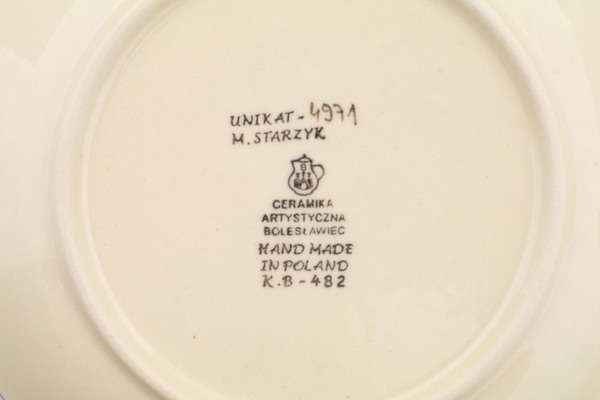 UNIKAT - 4971
M. STARZYK
B
CERAMIKA
ARTYSTYCZNA
BOLESŁAWIEC
HAND MADE
IN POLAND
K.B - 482